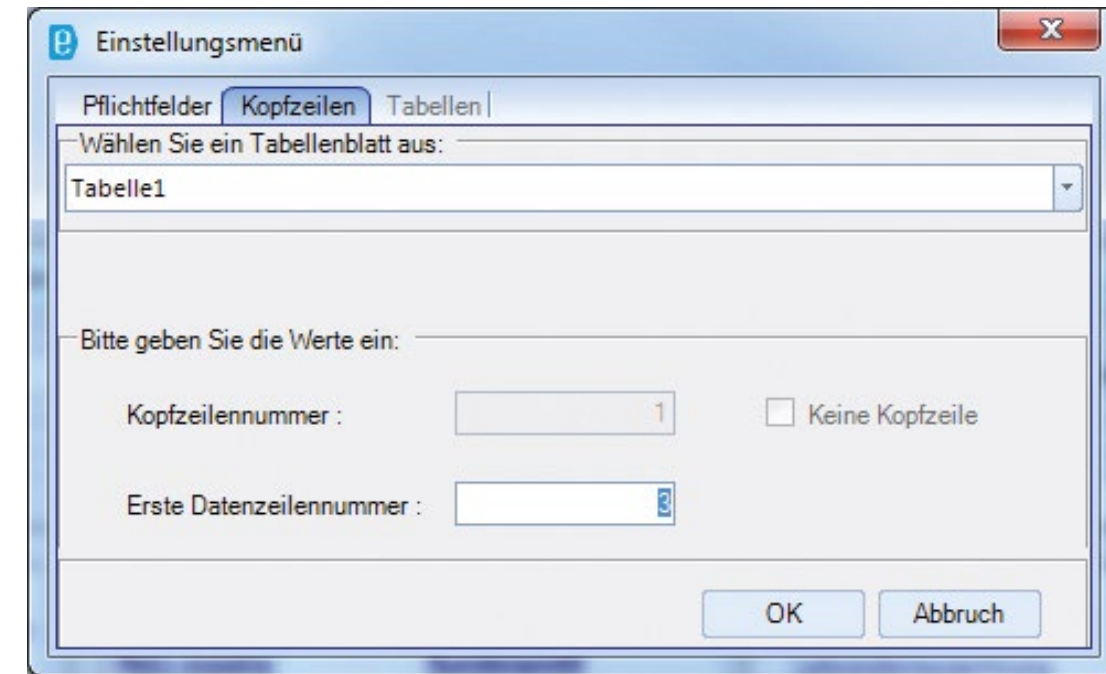 Einstellungsmenü
Pflichtfelder Kopfzeilen Tabellen
Wählen Sie ein Tabellenblatt aus:
Tabelle1
Bitte geben Sie die Werte ein:
Kopfzeilennummer : 1 Keine Kopfzeile
Erste Datenzeilennummer : 3
OK Abbruch